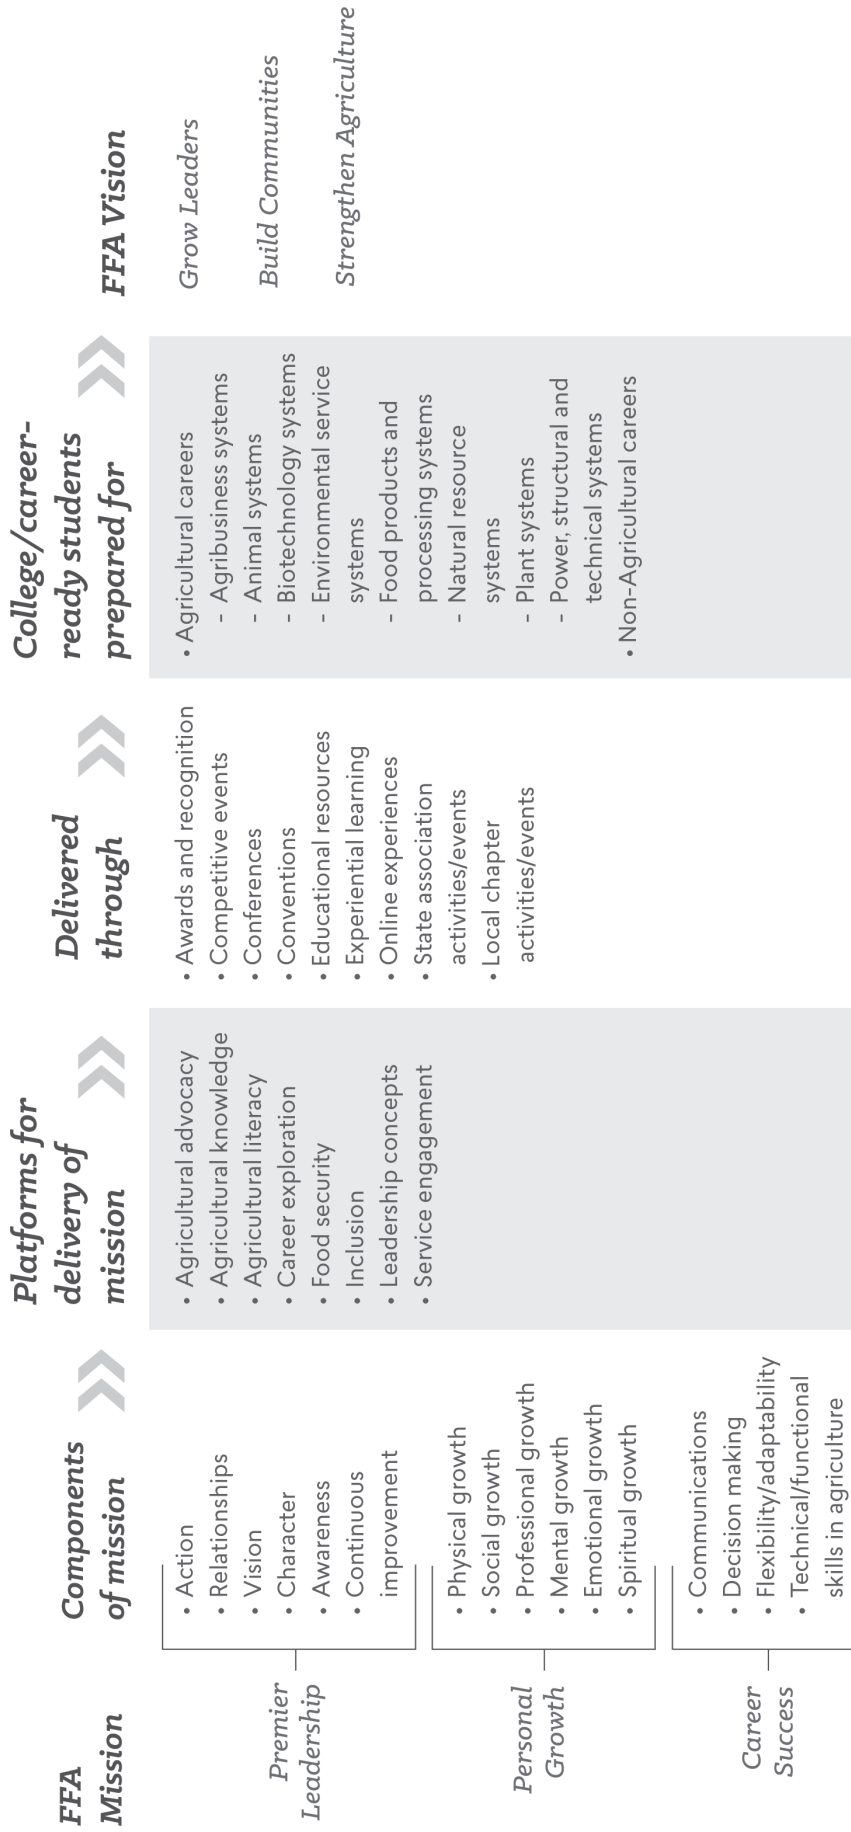 FFA
Mission
Premier
Leadership
Personal
Growth
Career
Success
Components
of mission
• Action
• Relationships
• Vision
• Character
• Awareness
• Continuous
improvement
• Physical growth
• Social growth
• Professional growth
• Mental growth
• Emotional growth
• Spiritual growth
• Communications
• Decision making
• Flexibility/adaptability
• Technical/functional
skills in agriculture
Platforms for
delivery of
mission
• Agricultural advocacy
• Agricultural knowledge
• Agricultural literacy
• Career exploration
• Food security
• Inclusion
• Leadership concepts
• Service engagement
Delivered
through
• Awards and recognition
• Competitive events
• Conferences
• Conventions
• Educational resources
• Experiential learning
• Online experiences
• State association
activities/events
• Local chapter
activities/events
College/career-
ready students
prepared for
• Agricultural careers
- Agribusiness systems
- Animal systems
- Biotechnology systems
- Environmental service
systems
- Food products and
processing systems
- Natural resource
systems
- Plant systems
- Power, structural and
technical systems
• Non-Agricultural careers
FFA Vision
Grow Leaders
Build Communities
Strengthen Agriculture